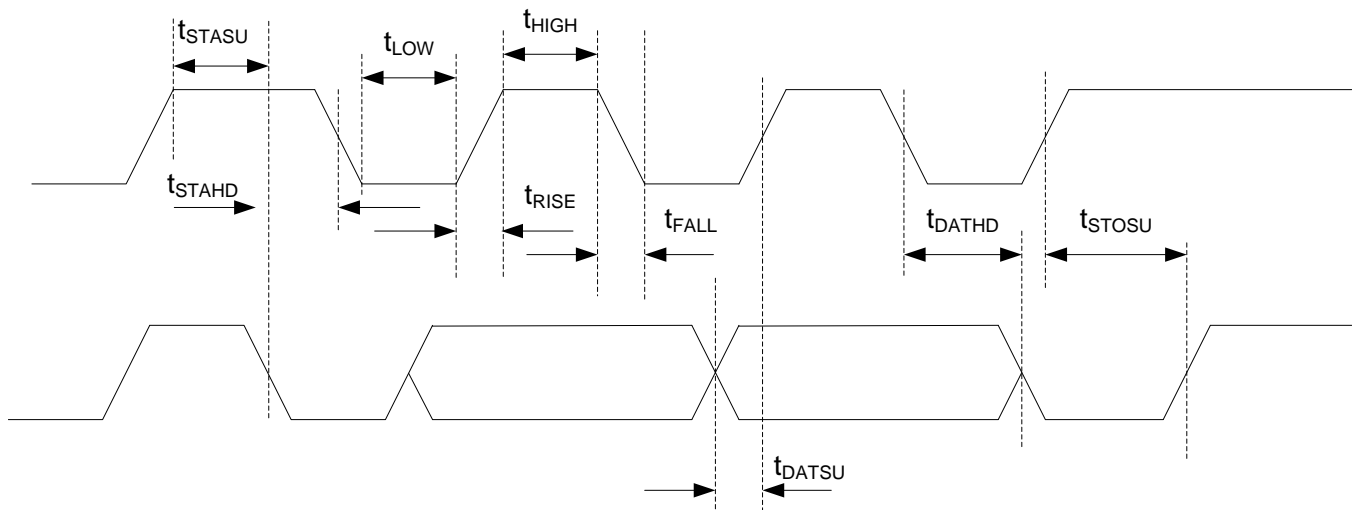 tSTASU
tLOW
tHIGH
tSTAHD
tRISE
tFALL
tDATHD
tSTOSU
tDATSU